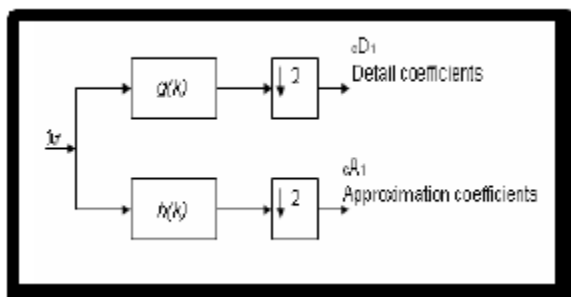 cD1
Detail coefficients
g(k)
↓ 2
cA1
Approximation coefficients
h(k)
↓ 2